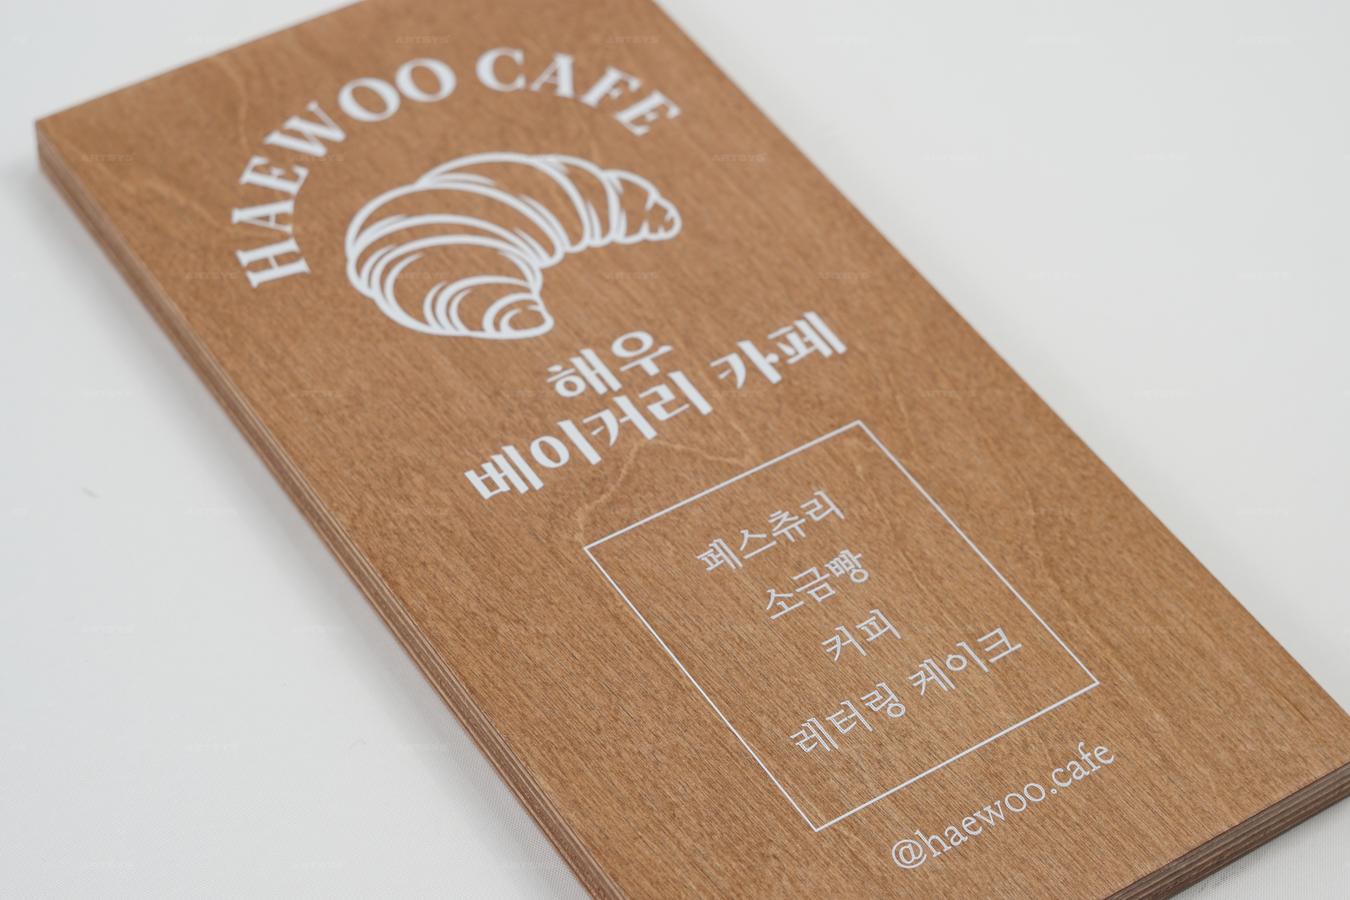 HAEWOO CAFE
해우
베이커리 카페
페스츄리
소금빵
커피
레터링 케이크
@haewoo.cafe
ARTSYS